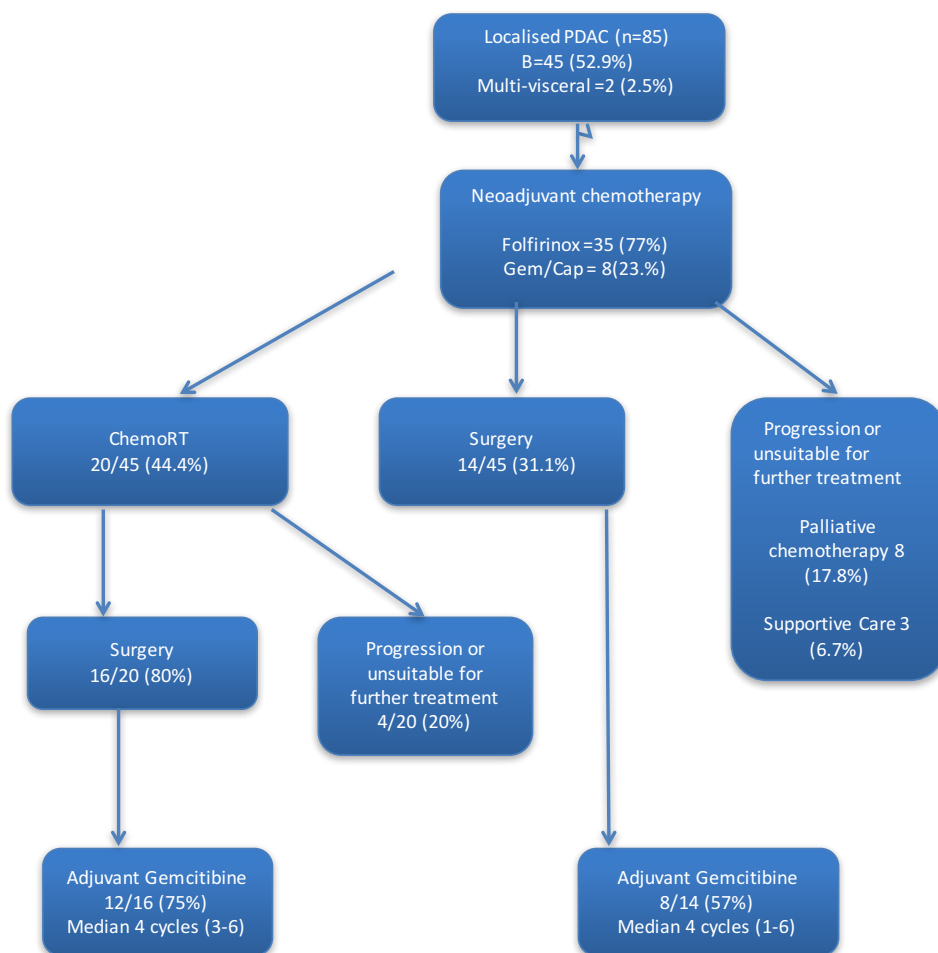 Localised PDAC (n=85)
B=45 (52.9%)
Multi-visceral =2 (2.5%)
Neoadjuvant chemotherapy
Folfirinox =35 (77%)
Gem/Cap = 8(23.%)
ChemoRT
20/45 (44.4%)
Surgery
14/45 (31.1%)
Progression or
unsuitable for
further treatment
Palliative
chemotherapy 8
(17.8%)
Supportive Care 3
(6.7%)
Surgery
16/20 (80%)
Progression or
unsuitable for
further treatment
4/20 (20%)
Adjuvant Gemcitibine
12/16 (75%)
Median 4 cycles (3-6)
Adjuvant Gemcitibine
8/14 (57%)
Median 4 cycles (1-6)